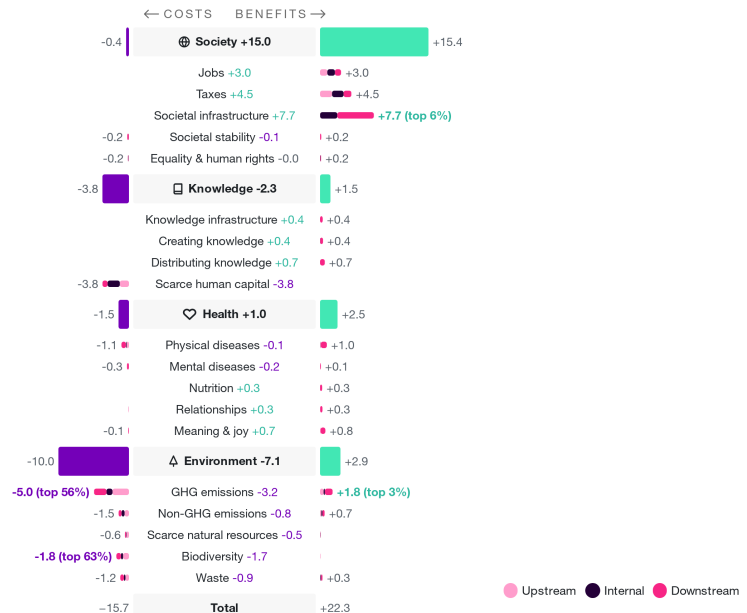 COSTS BENEFITS
-0.4 Society +15.0 +15.4
Jobs +3.0 +3.0
Taxes +4.5 +4.5
Societal infrastructure +7.7 +7.7 (top 6%)
-0.2 Societal stability -0.1 +0.2
-0.2 Equality & human rights -0.0 +0.2
-3.8 Knowledge -2.3 +1.5
Knowledge infrastructure +0.4 +0.4
Creating knowledge +0.4 +0.4
Distributing knowledge +0.7 +0.7
-3.8 Scarce human capital -3.8
-1.5 Health +1.0 +2.5
-1.1 Physical diseases -0.1 +1.0
-0.3 Mental diseases -0.2 +0.1
Nutrition +0.3 +0.3
Relationships +0.3 +0.3
-0.1 Meaning & joy +0.7 +0.8
-10.0 Environment -7.1 +2.9
-5.0 (top 56%) GHG emissions -3.2 +1.8 (top 3%)
-1.5 Non-GHG emissions -0.8 +0.7
-0.6 Scarce natural resources -0.5
-1.8 (top 63%) Biodiversity -1.7
-1.2 Waste -0.9 +0.3
Upstream Internal Downstream
−15.7 Total +22.3